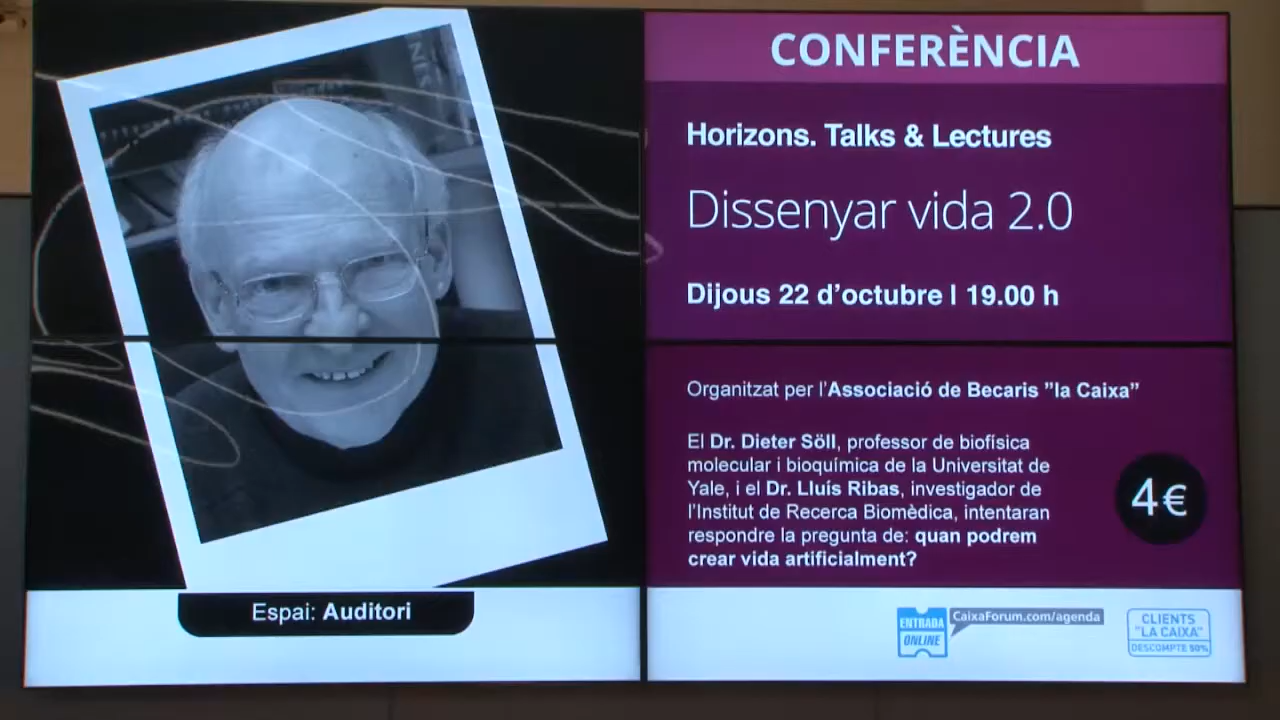 CONFERÈNCIA
Horizons. Talks & Lectures
Dissenyar vida 2.0
Dijous 22 d'octubre | 19.00 h
Organitzat per l'Associació de Becaris "la Caixa"
El Dr. Dieter Söll, professor de biofísica
molecular i bioquímica de la Universitat de
Yale, i el Dr. Lluís Ribas, investigador de
l'Institut de Recerca Biomèdica, intentaran
respondre la pregunta de: quan podrem
crear vida artificialment?
4€
Espai: Auditori
ENTRADA
ONLINE
CaixaForum.com/agenda
CLIENTS
"LA CAIXA"
DESCOMPTE 50%